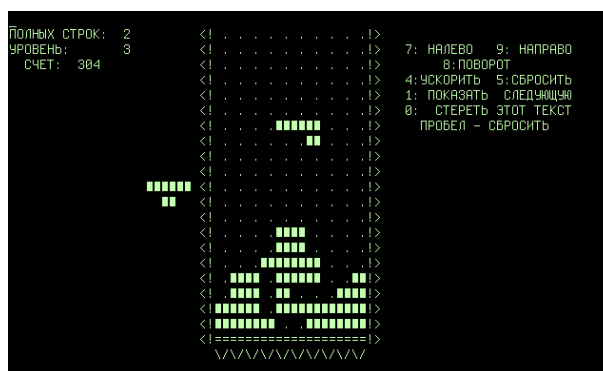 ПОЛНЫХ СТРОК: 2
УРОВЕНЬ: 3
СЧЕТ: 304
7: НАЛЕВО 9: НАПРАВО
8:ПОВОРОТ
4:УСКОРИТЬ 5:СБРОСИТЬ
1: ПОКАЗАТЬ СЛЕДУЮЩУЮ
0: СТЕРЕТЬ ЭТОТ ТЕКСТ
ПРОБЕЛ - СБРОСИТЬ